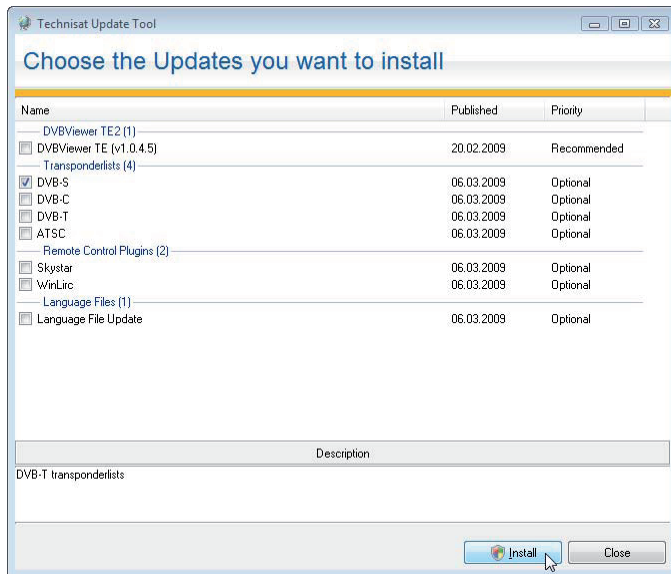 Technisat Update Tool
Choose the Updates you want to install
Name Published Priority
DVBViewer TE2 (1)
DVBViewer TE (v1.0.4.5) 20.02.2009 Recommended
Transponderlists (4)
DVB-S 06.03.2009 Optional
DVB-C 06.03.2009 Optional
DVB-T 06.03.2009 Optional
ATSC 06.03.2009 Optional
Remote Control Plugins (2)
Skystar 06.03.2009 Optional
WinLirc 06.03.2009 Optional
Language Files (1)
Language File Update 06.03.2009 Optional
Description
DVB-T transponderlists
Install Close